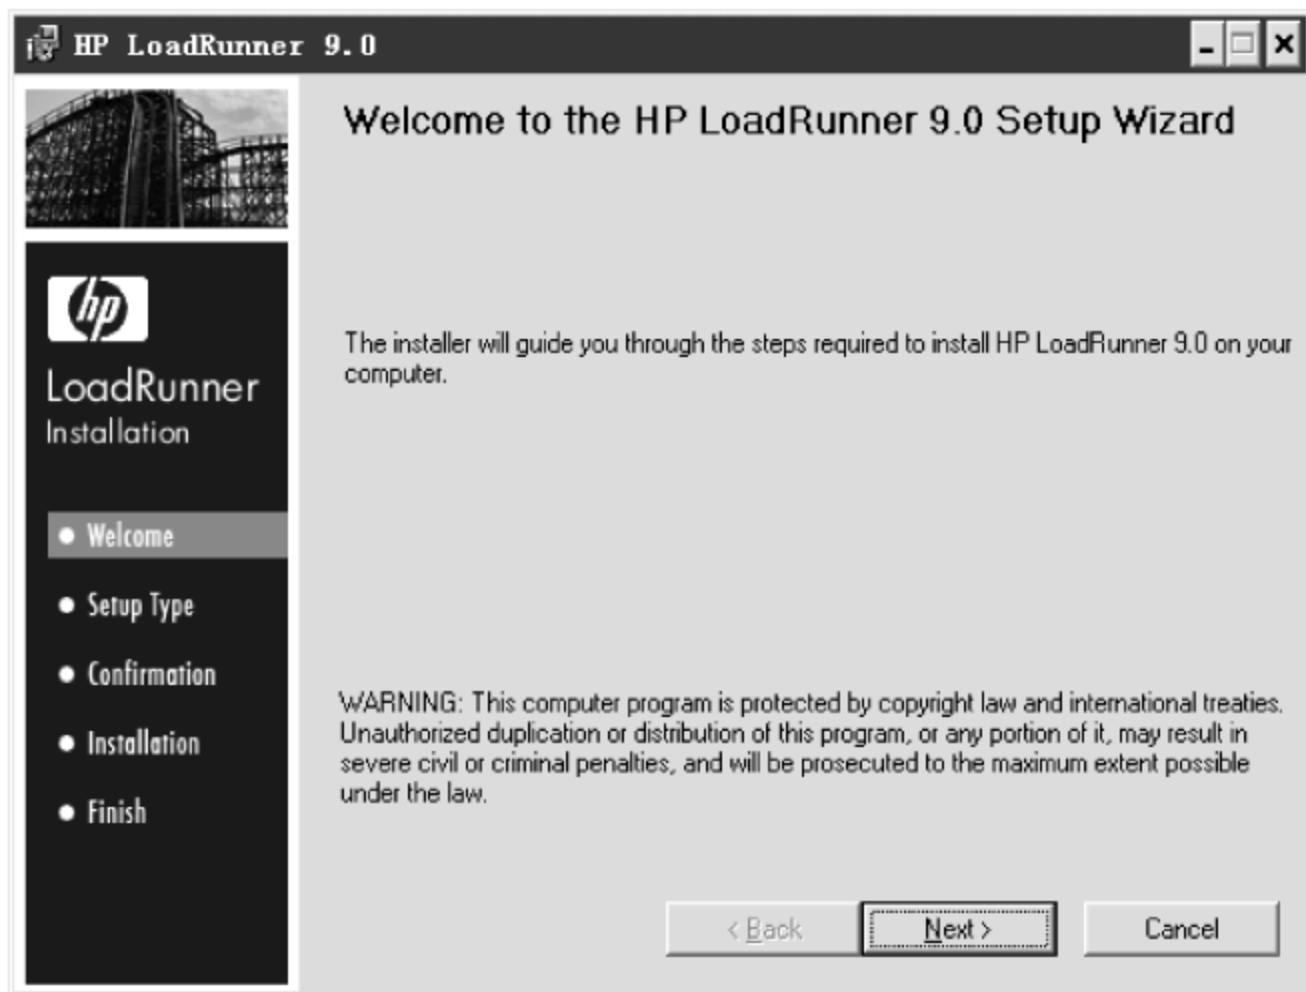 HP LoadRunner 9.0
Welcome to the HP LoadRunner 9.0 Setup Wizard
hp
LoadRunner
Installation
The installer will guide you through the steps required to install HP LoadRunner 9.0 on your
computer.
Welcome
Setup Type
Confirmation
Installation
Finish
WARNING: This computer program is protected by copyright law and international treaties.
Unauthorized duplication or distribution of this program, or any portion of it, may result in
severe civil or criminal penalties, and will be prosecuted to the maximum extent possible
under the law.
< Back
Next >
Cancel